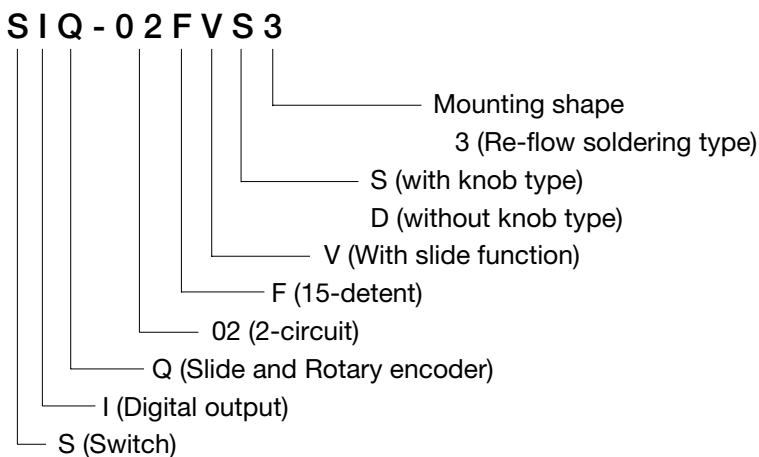 SIQ-02FVS3
Mounting shape
3 (Re-flow soldering type)
S (with knob type)
D (without knob type)
V (With slide function)
F (15-detent)
02 (2-circuit)
Q (Slide and Rotary encoder)
I (Digital output)
S (Switch)